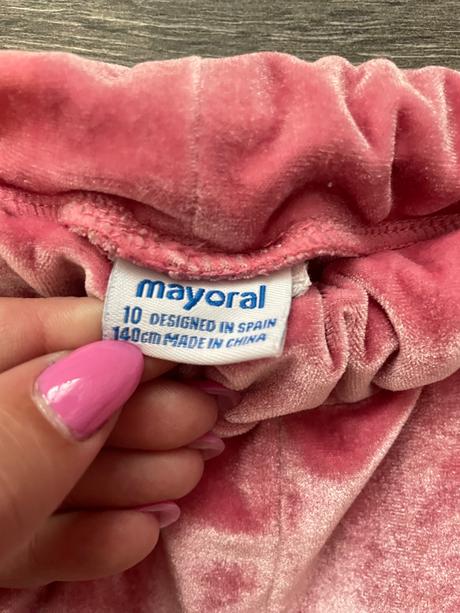 mayoral
10 DESIGNED IN SPAIN
140cm MADE IN CHINA